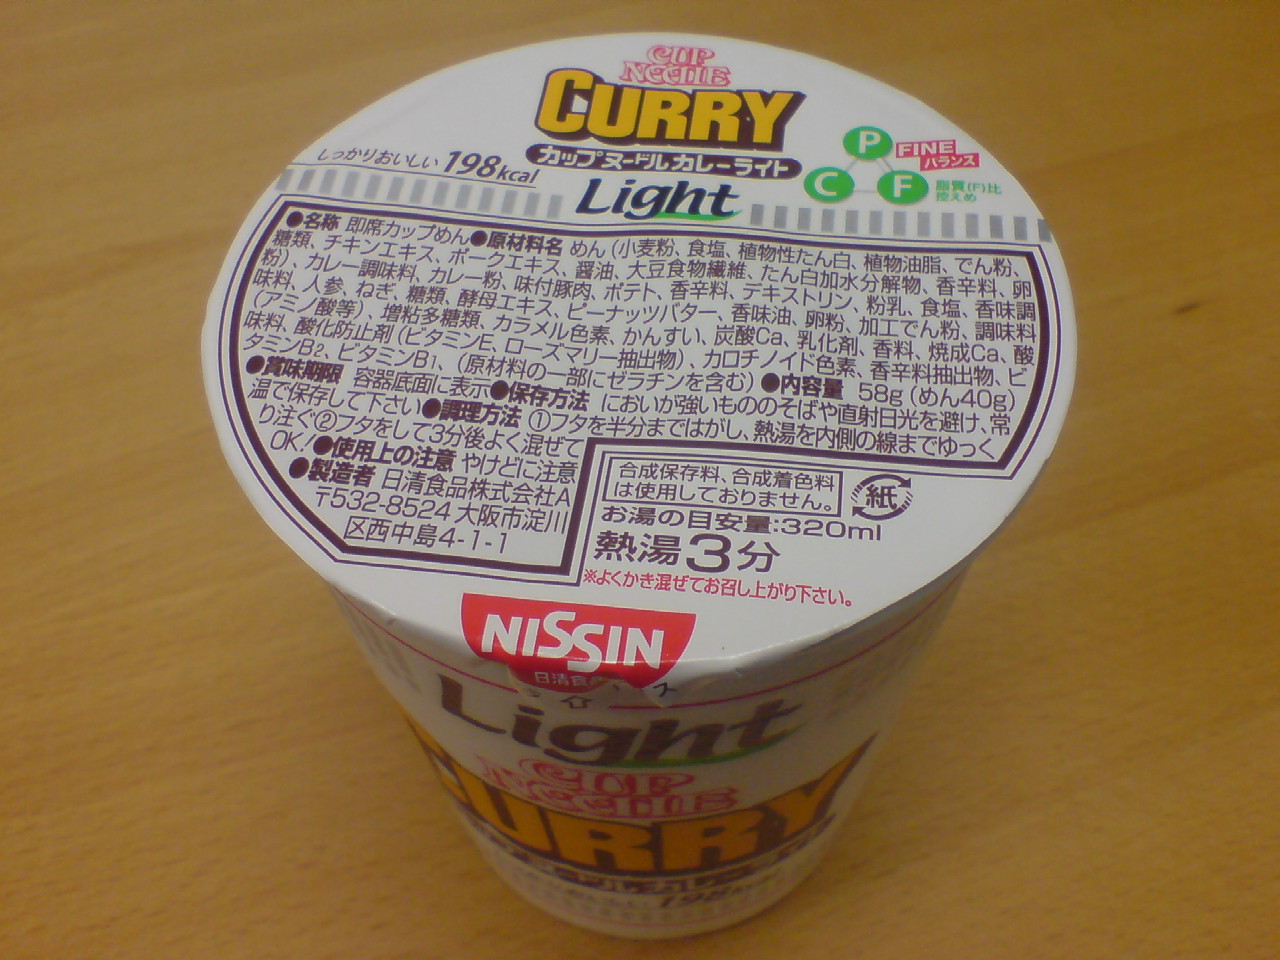 CUP
NOODLE
CURRY
カップヌードルカレーライト
Light
しっかりおいしい 198kcal
P
C
F
FINE
バランス
脂質(F)比
控えめ
●名称 即席カップめん●原材料名 めん(小麦粉、食塩、植物性たん白、植物油脂、でん粉、
糖類、チキンエキス、ポークエキス、醤油、大豆食物繊維、たん白加水分解物、香辛料、卵
粉)、カレー調味料、カレー粉、味付豚肉、ポテト、香辛料、デキストリン、粉乳、食塩、香味調
味料、人参、ねぎ、糖類、酵母エキス、ピーナッツバター、香味油、卵粉、加工でん粉、調味料
(アミノ酸等)、増粘多糖類、カラメル色素、かんすい、炭酸Ca、乳化剤、香料、焼成Ca、酸
味料、酸化防止剤(ビタミンE、ローズマリー抽出物)、カロチノイド色素、香辛料抽出物、ビ
タミンB2、ビタミンB1、(原材料の一部にゼラチンを含む)●内容量 58g(めん40g)
●賞味期限 容器底面に表示●保存方法 においが強いもののそばや直射日光を避け、常
温で保存して下さい●調理方法 ①フタを半分まではがし、熱湯を内側の線までゆっく
り注ぐ②フタをして3分後よく混ぜて
OK!●使用上の注意 やけどに注意
●製造者 日清食品株式会社A
〒532-8524 大阪市淀川
区西中島4-1-1
合成保存料、合成着色料
は使用しておりません。
紙
お湯の目安量:320ml
熱湯3分
※よくかき混ぜてお召し上がり下さい。
NISSIN
日清食
Light
CUP
NOODLE
CURRY
198kcal